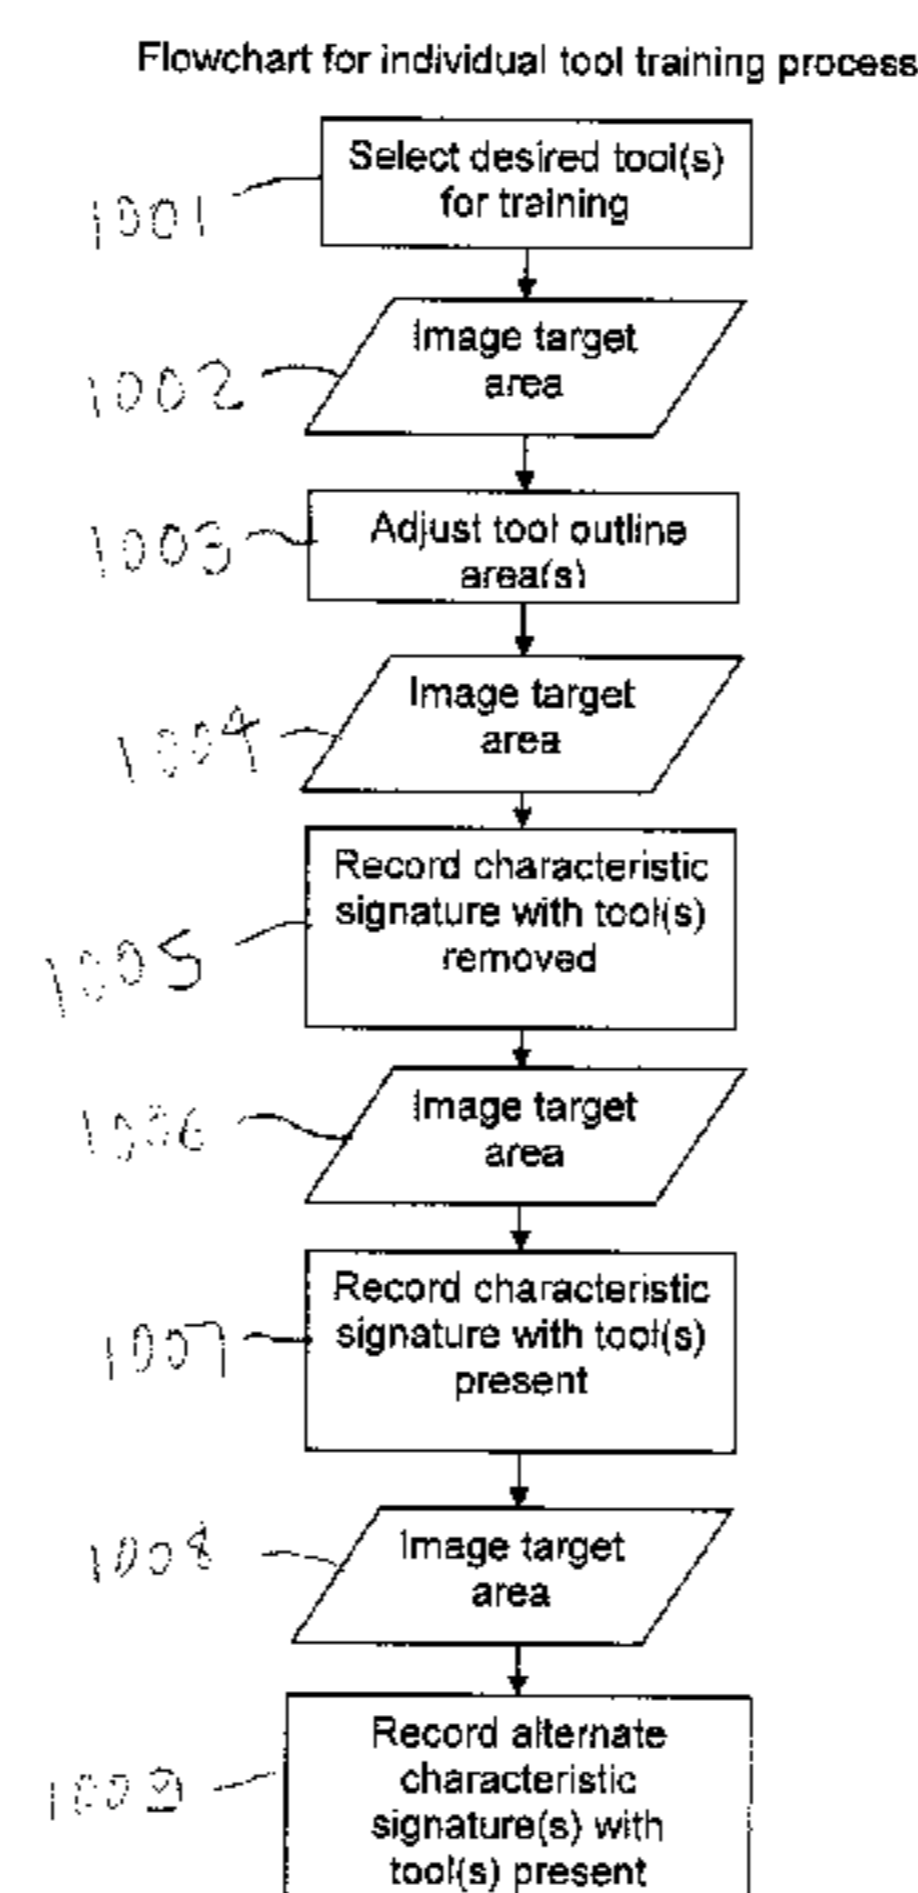 Flowchart for individual tool training process
Select desired tool(s)
for training
1001
Image target
area
1002
Adjust tool outline
area(s)
1003
Image target
area
1004
Record characteristic
signature with tool(s)
removed
1005
Image target
area
1006
Record characteristic
signature with tool(s)
present
1007
Image target
area
1008
Record alternate
characteristic
signature(s) with
tool(s) present
1009